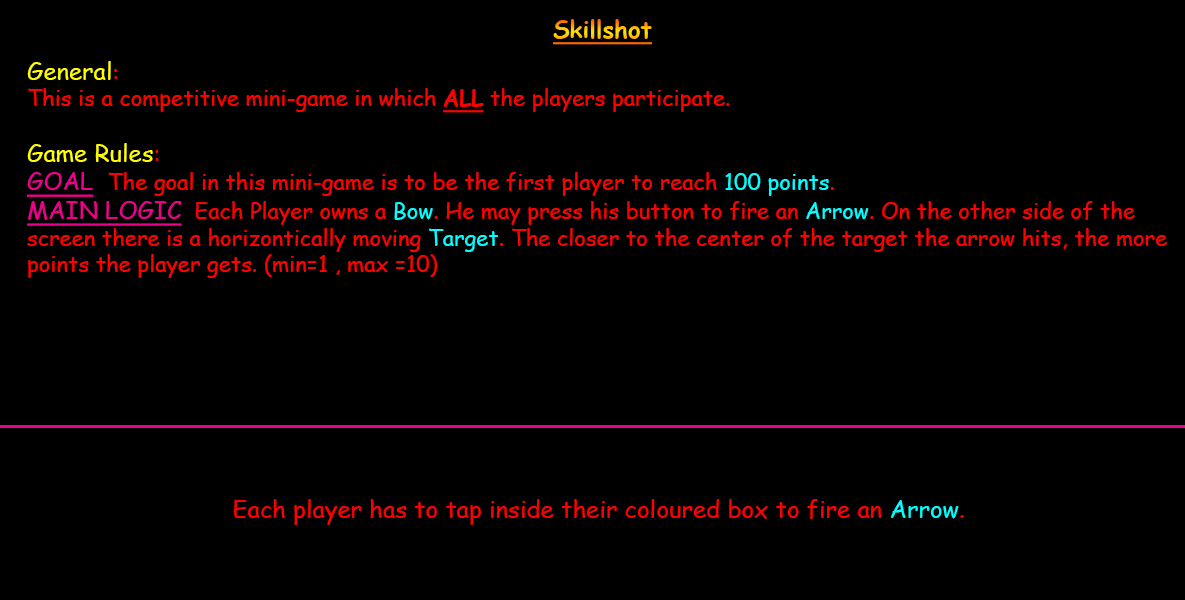 Skillshot
General:
This is a competitive mini-game in which ALL the players participate.
Game Rules:
GOAL The goal in this mini-game is to be the first player to reach 100 points.
MAIN LOGIC Each Player owns a Bow. He may press his button to fire an Arrow. On the other side of the
screen there is a horizontically moving Target. The closer to the center of the target the arrow hits, the more
points the player gets. (min=1 , max =10)
Each player has to tap inside their coloured box to fire an Arrow.